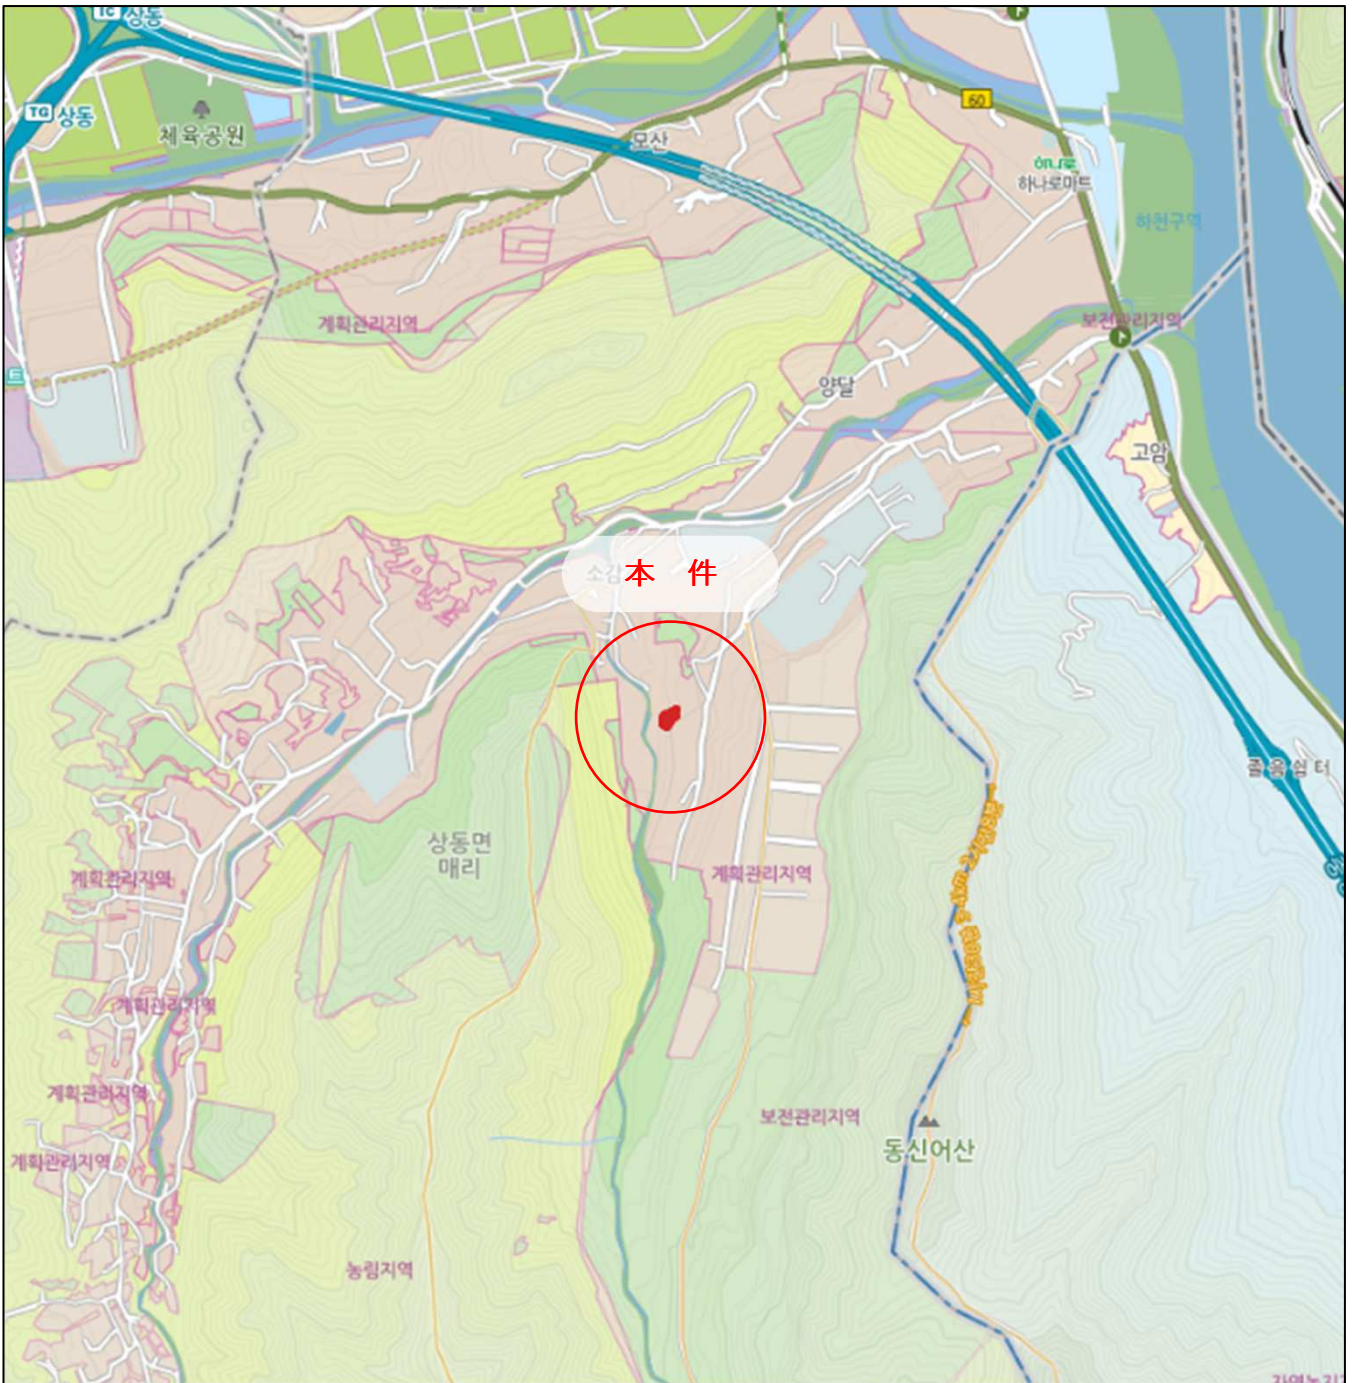 IC 상동
TG 상동
체육공원
모산
60
하나로마트
하천구역
계획관리지역
보전관리지역
양달
고암
소감
本 件
졸음쉼터
상동면
매리
계획관리지역
계획관리지역
계획관리지역
계획관리지역
보전관리지역
동신어산
계획관리지역
농림지역